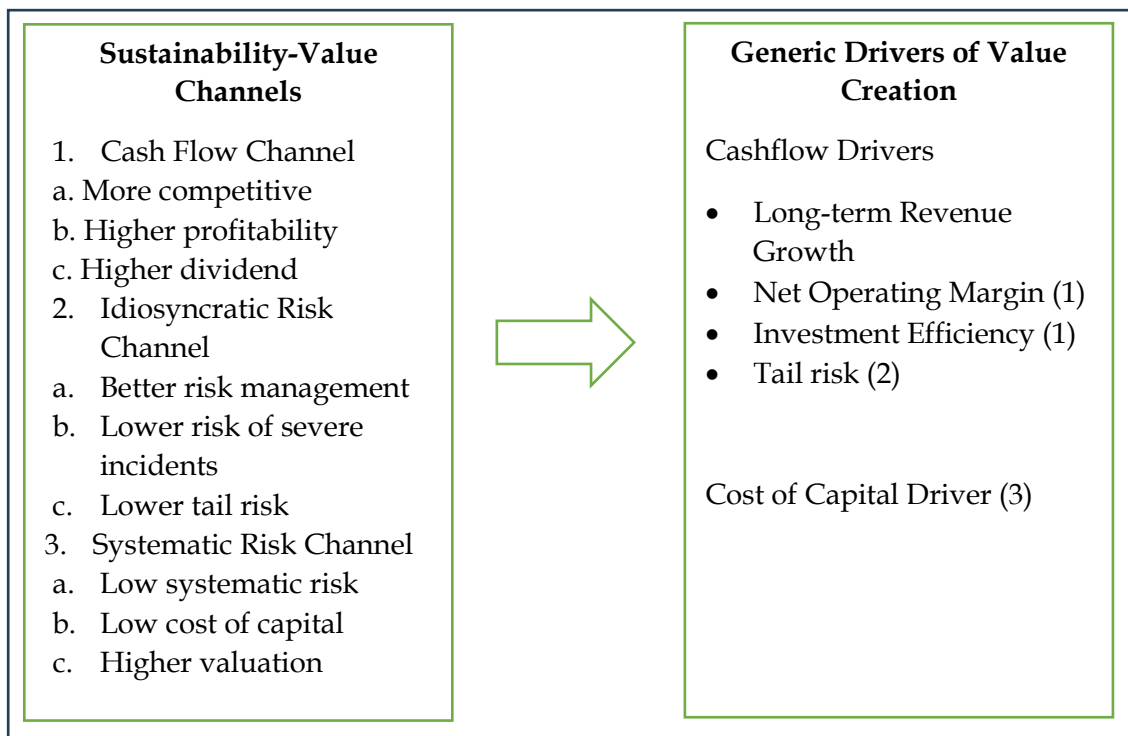 Sustainability-Value
Channels
1. Cash Flow Channel
a. More competitive
b. Higher profitability
c. Higher dividend
2. Idiosyncratic Risk
Channel
a. Better risk management
b. Lower risk of severe
incidents
c. Lower tail risk
3. Systematic Risk Channel
a. Low systematic risk
b. Low cost of capital
c. Higher valuation
Generic Drivers of Value
Creation
Cashflow Drivers
• Long-term Revenue
Growth
• Net Operating Margin (1)
• Investment Efficiency (1)
• Tail risk (2)
Cost of Capital Driver (3)